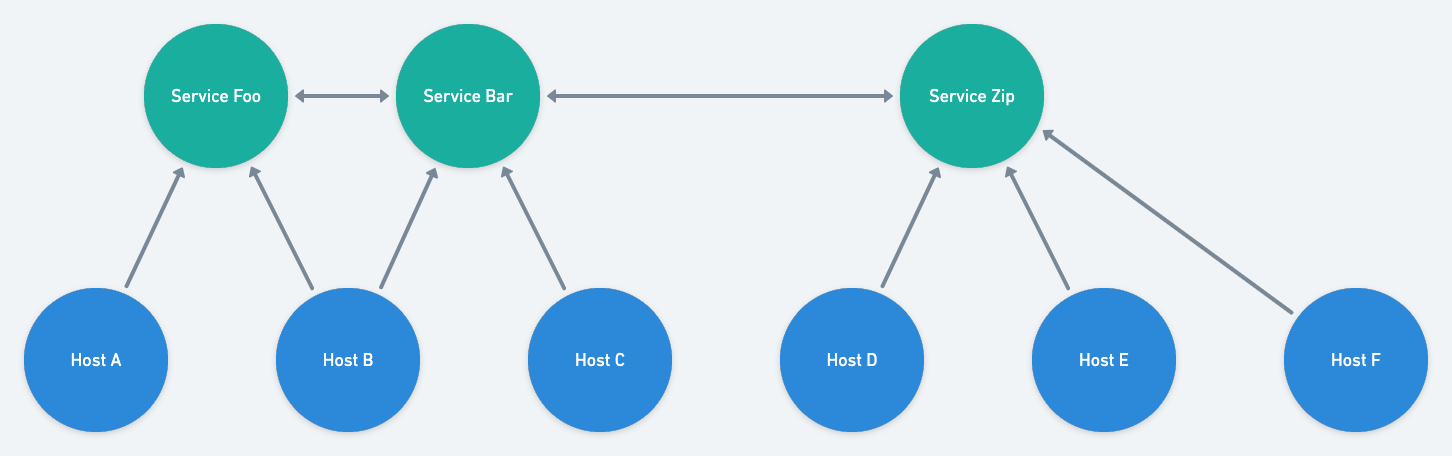 Service Foo
Service Bar
Service Zip
Host A
Host B
Host C
Host D
Host E
Host F